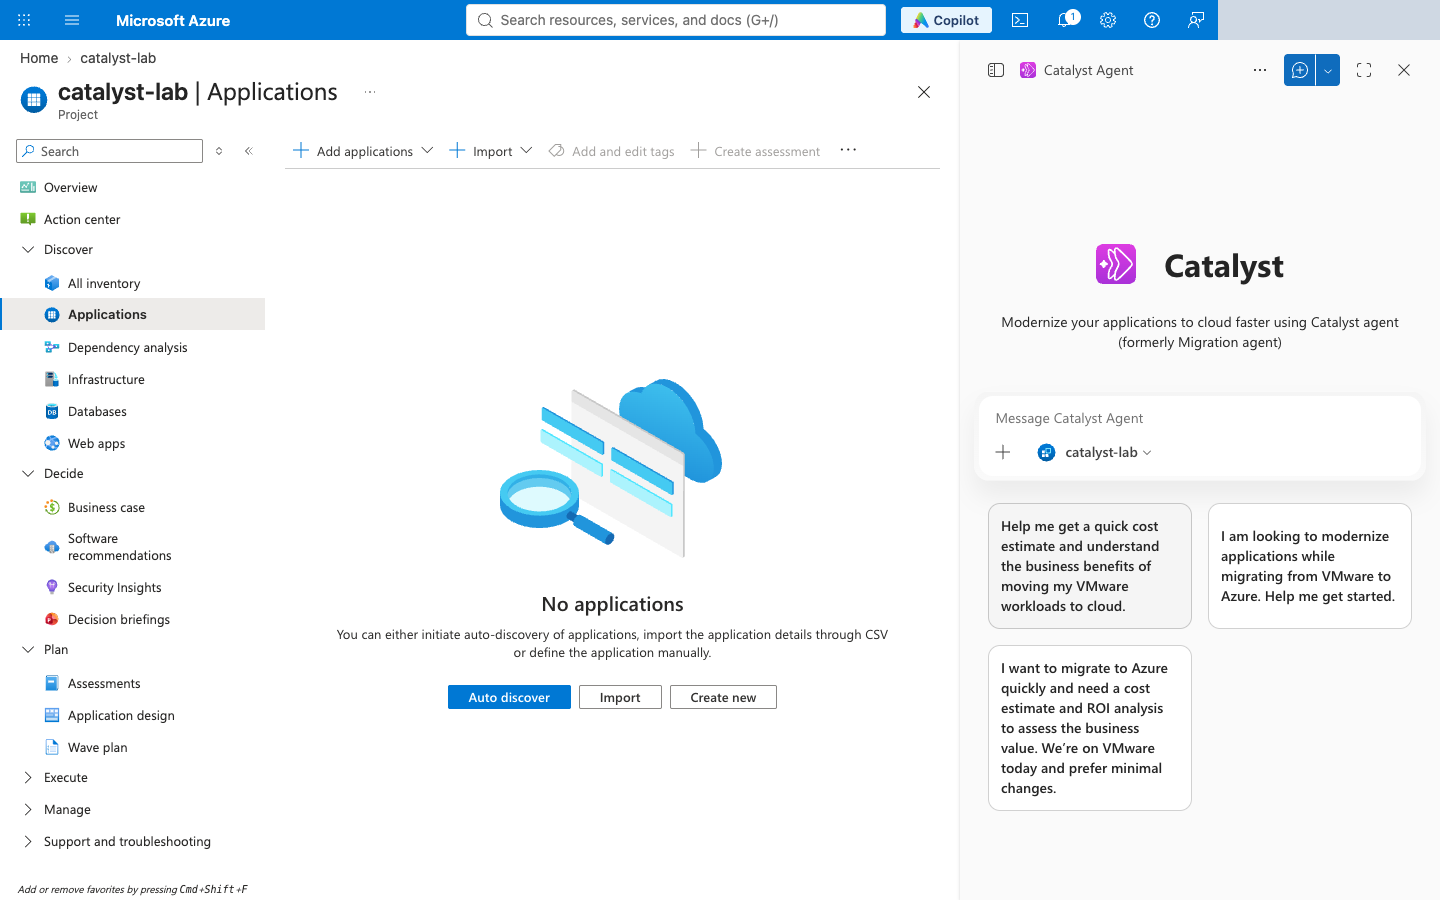 Microsoft Azure
Search resources, services, and docs (G+/)
Copilot
1
Home > catalyst-lab
catalyst-lab | Applications
Project
Search
Add applications
Import
Add and edit tags
Create assessment
Overview
Action center
Discover
All inventory
Applications
Dependency analysis
Infrastructure
Databases
Web apps
Decide
Business case
Software
recommendations
Security Insights
Decision briefings
Plan
Assessments
Application design
Wave plan
Execute
Manage
Support and troubleshooting
Add or remove favorites by pressing Cmd+Shift+F
No applications
You can either initiate auto-discovery of applications, import the application details through CSV
or define the application manually.
Auto discover
Import
Create new
Catalyst Agent
Catalyst
Modernize your applications to cloud faster using Catalyst agent
(formerly Migration agent)
Message Catalyst Agent
catalyst-lab
Help me get a quick cost
estimate and understand
the business benefits of
moving my VMware
workloads to cloud.
I am looking to modernize
applications while
migrating from VMware to
Azure. Help me get started.
I want to migrate to Azure
quickly and need a cost
estimate and ROI analysis
to assess the business
value. We're on VMware
today and prefer minimal
changes.